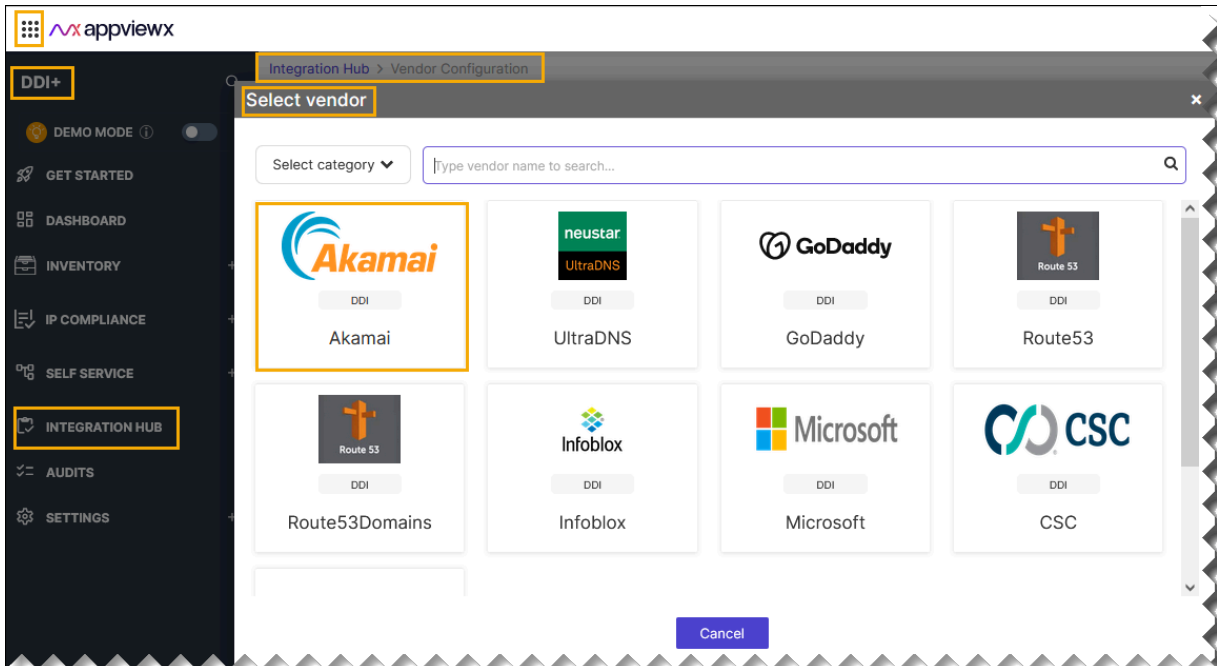 appviewx
DDI+
DEMO MODE
GET STARTED
DASHBOARD
INVENTORY
IP COMPLIANCE
SELF SERVICE
INTEGRATION HUB
AUDITS
SETTINGS
Integration Hub > Vendor Configuration
Select vendor
Select category
Type vendor name to search...
Akamai
DDI
Akamai
neustar
UltraDNS
DDI
UltraDNS
GoDaddy
DDI
GoDaddy
Route 53
DDI
Route53
Route 53
DDI
Route53Domains
Infoblox
DDI
Infoblox
Microsoft
DDI
Microsoft
CSC
DDI
CSC
Cancel